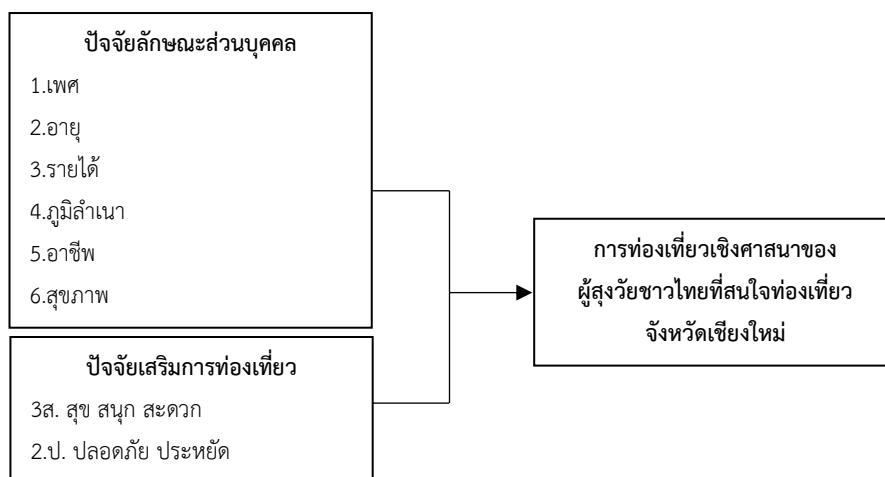 ปัจจัยลักษณะส่วนบุคคล
1.เพศ
2.อายุ
3.รายได้
4.ภูมิลำเนา
5.อาชีพ
6.สุขภาพ
ปัจจัยเสริมการท่องเที่ยว
3ส. สุข สนุก สะดวก
2.ป. ปลอดภัย ประหยัด
การท่องเที่ยวเชิงศาสนาของ
ผู้สุงวัยชาวไทยที่สนใจท่องเที่ยว
จังหวัดเชียงใหม่